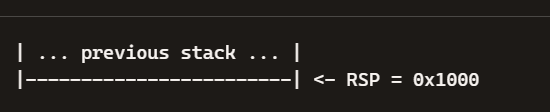 | ... previous stack ... |
|------------------------| <- RSP = 0x1000